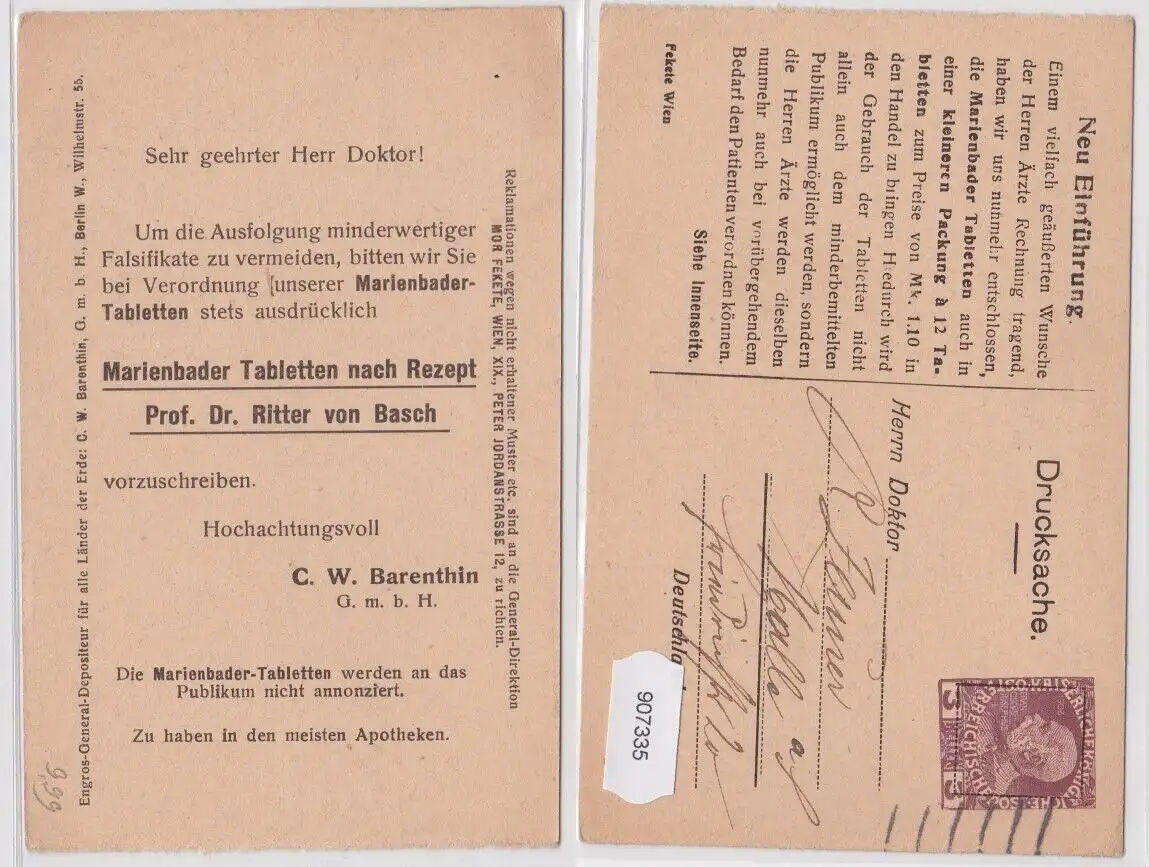 Sehr geehrter Herr Doktor!
Um die Ausfolgung minderwertiger
Falsifikate zu vermeiden, bitten wir Sie
bei Verordnung unserer Marienbader-
Tabletten stets ausdrücklich
Marienbader Tabletten nach Rezept
Prof. Dr. Ritter von Basch
vorzuschreiben.
Hochachtungsvoll
C. W. Barenthin
G. m. b. H.
Die Marienbader-Tabletten werden an das
Publikum nicht annonziert.
Zu haben in den meisten Apotheken.
Engros-General-Depositeur für alle Länder der Erde: C. W. Barenthin, G. m. b. H., Berlin W., Wilhelmstr. 55.
Reklamationen wegen nicht erhaltener Muster etc. sind an die General-Direktion
MOR FEKETE, WIEN, XIX., PETER JORDANSTRASSE 12, zu richten.
9,99
Neu Einführung.
Einem vielfach geäußerten Wunsche
der Herren Ärzte Rechnung tragend,
haben wir uns nunmehr entschlossen,
die Marienbader Tabletten auch in
einer kleineren Packung à 12 Ta-
bletten zum Preise von Mk. 1.10 in
den Handel zu bringen Hiedurch wird
der Gebrauch der Tabletten nicht
allein auch dem minderbemittelten
Publikum ermöglicht werden, sondern
die Herren Ärzte werden dieselben
nunmehr auch bei vorübergehendem
Bedarf den Patienten verordnen können.
Siehe Innenseite.
Fekete Wien
Drucksache.
Herrn Doktor
Halle a/S
Deutschla
3 3
907335